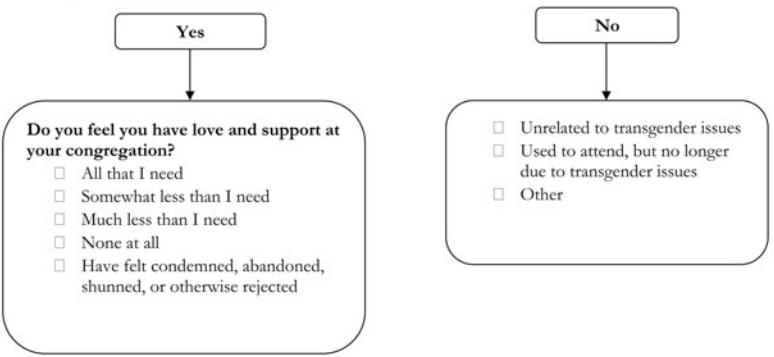 Yes
Do you feel you have love and support at
your congregation?
All that I need
Somewhat less than I need
Much less than I need
None at all
Have felt condemned, abandoned,
shunned, or otherwise rejected
No
Unrelated to transgender issues
Used to attend, but no longer
due to transgender issues
Other